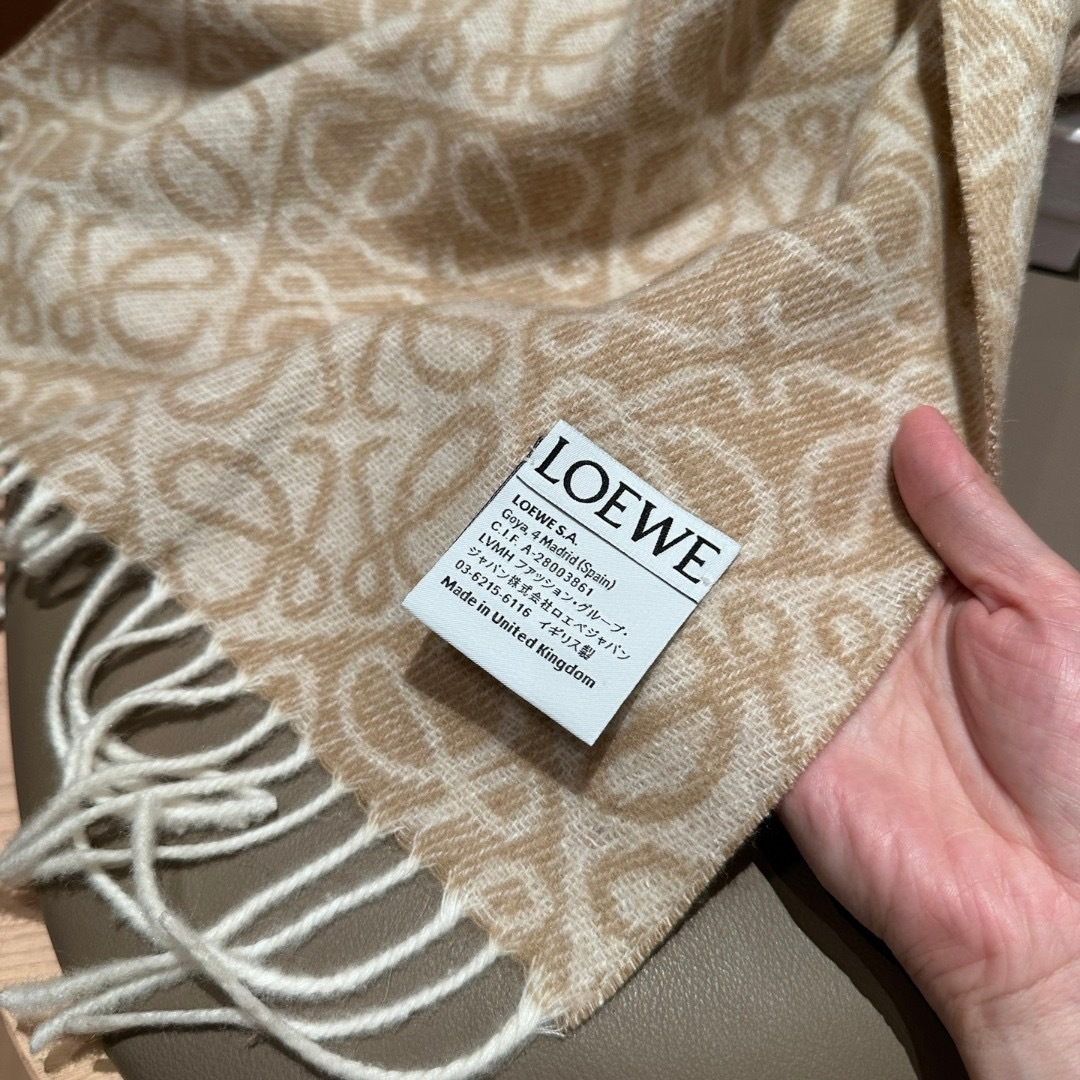 LOEWE
LOEWE S.A.
Goya, 4 Madrid (Spain)
C.I.F. A-28003861
LVMH ファッション・グループ・
ジャパン株式会社ロエベジャパン
03-6215-6116 イギリス製
Made in United Kingdom